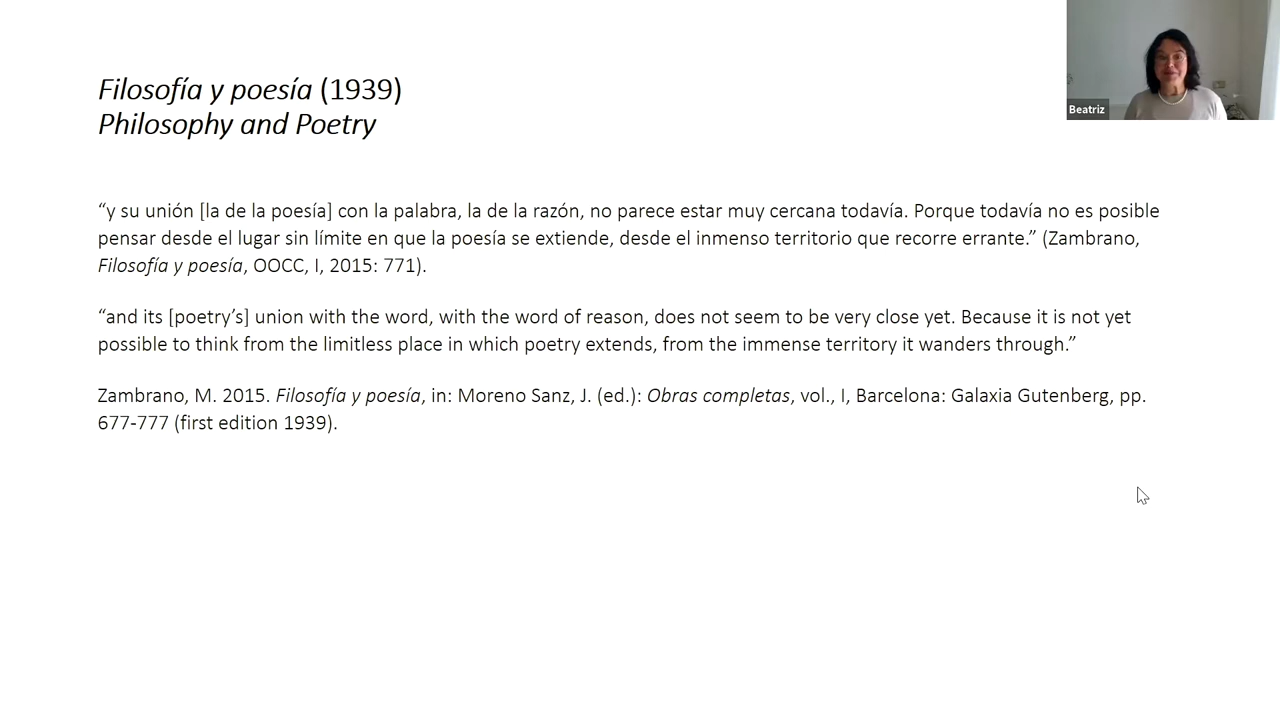 Filosofía y poesía (1939)
Philosophy and Poetry
Beatriz
“y su unión [la de la poesía] con la palabra, la de la razón, no parece estar muy cercana todavía. Porque todavía no es posible
pensar desde el lugar sin límite en que la poesía se extiende, desde el inmenso territorio que recorre errante.” (Zambrano,
Filosofía y poesía, OOCC, I, 2015: 771).
“and its [poetry’s] union with the word, with the word of reason, does not seem to be very close yet. Because it is not yet
possible to think from the limitless place in which poetry extends, from the immense territory it wanders through.”
Zambrano, M. 2015. Filosofía y poesía, in: Moreno Sanz, J. (ed.): Obras completas, vol., I, Barcelona: Galaxia Gutenberg, pp.
677-777 (first edition 1939).